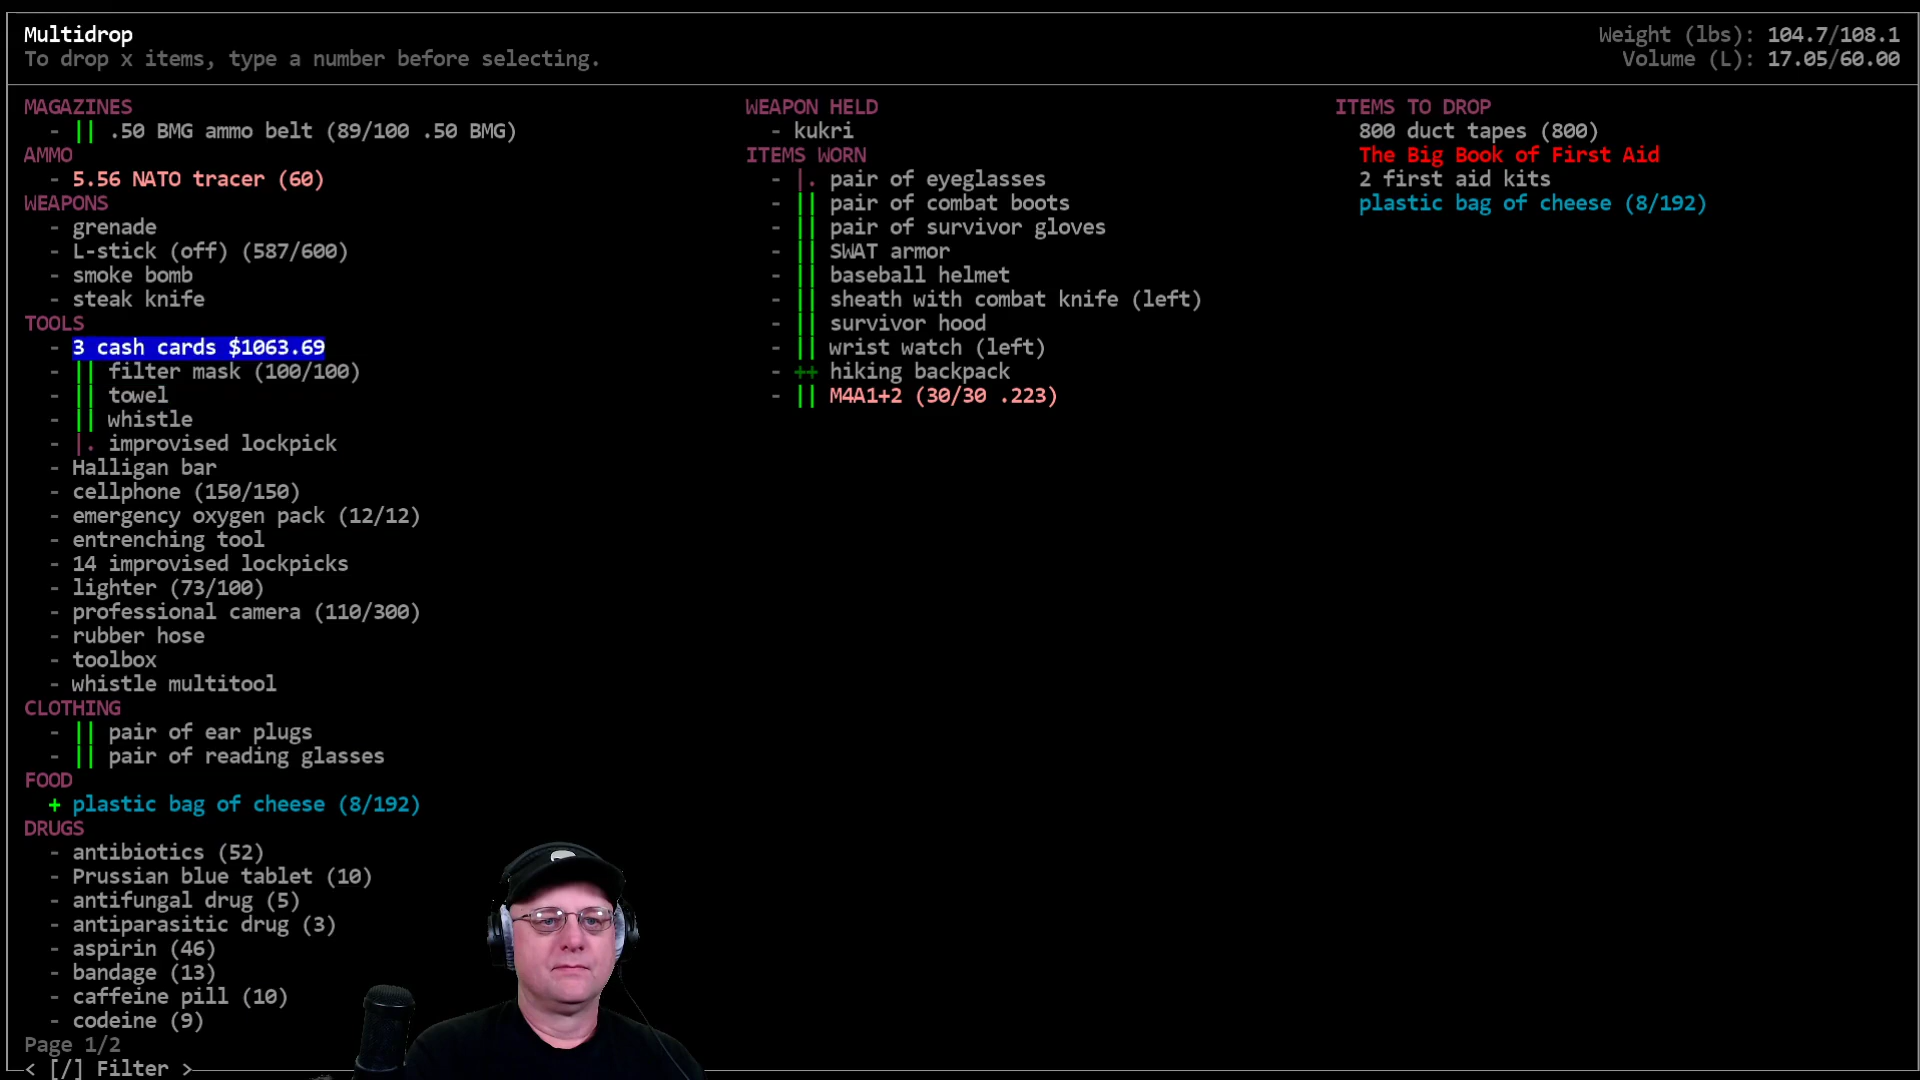 Multidrop
To drop x items, type a number before selecting.
Weight (lbs): 104.7/108.1
Volume (L): 17.05/60.00
MAGAZINES
- || .50 BMG ammo belt (89/100 .50 BMG)
AMMO
- 5.56 NATO tracer (60)
WEAPONS
- grenade
- L-stick (off) (587/600)
- smoke bomb
- steak knife
TOOLS
- 3 cash cards $1063.69
- || filter mask (100/100)
- || towel
- || whistle
- |. improvised lockpick
- Halligan bar
- cellphone (150/150)
- emergency oxygen pack (12/12)
- entrenching tool
- 14 improvised lockpicks
- lighter (73/100)
- professional camera (110/300)
- rubber hose
- toolbox
- whistle multitool
CLOTHING
- || pair of ear plugs
- || pair of reading glasses
FOOD
+ plastic bag of cheese (8/192)
DRUGS
- antibiotics (52)
- Prussian blue tablet (10)
- antifungal drug (5)
- antiparasitic drug (3)
- aspirin (46)
- bandage (13)
- caffeine pill (10)
- codeine (9)
Page 1/2
< [/] Filter >
WEAPON HELD
- kukri
ITEMS WORN
- |. pair of eyeglasses
- || pair of combat boots
- || pair of survivor gloves
- || SWAT armor
- || baseball helmet
- || sheath with combat knife (left)
- || survivor hood
- || wrist watch (left)
- ++ hiking backpack
- || M4A1+2 (30/30 .223)
ITEMS TO DROP
800 duct tapes (800)
The Big Book of First Aid
2 first aid kits
plastic bag of cheese (8/192)